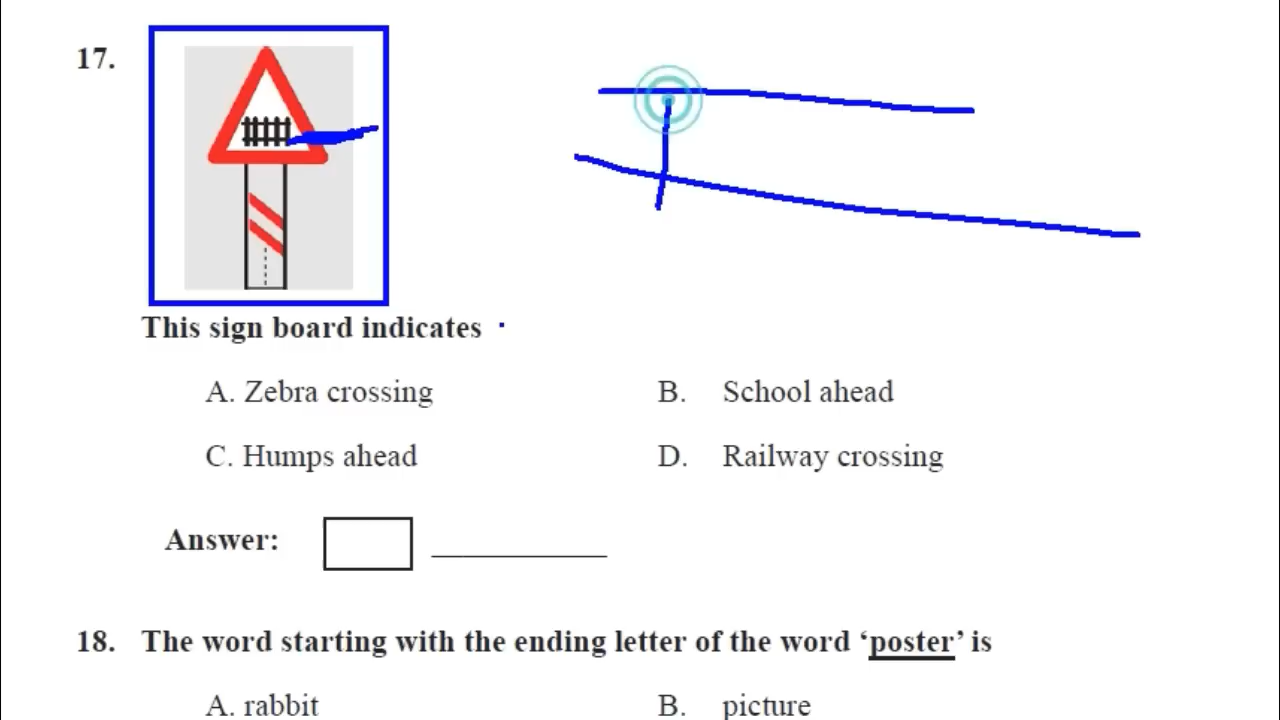 17.
This sign board indicates
A. Zebra crossing B. School ahead
C. Humps ahead D. Railway crossing
Answer: ___________
18. The word starting with the ending letter of the word ‘poster’ is
A. rabbit B. picture